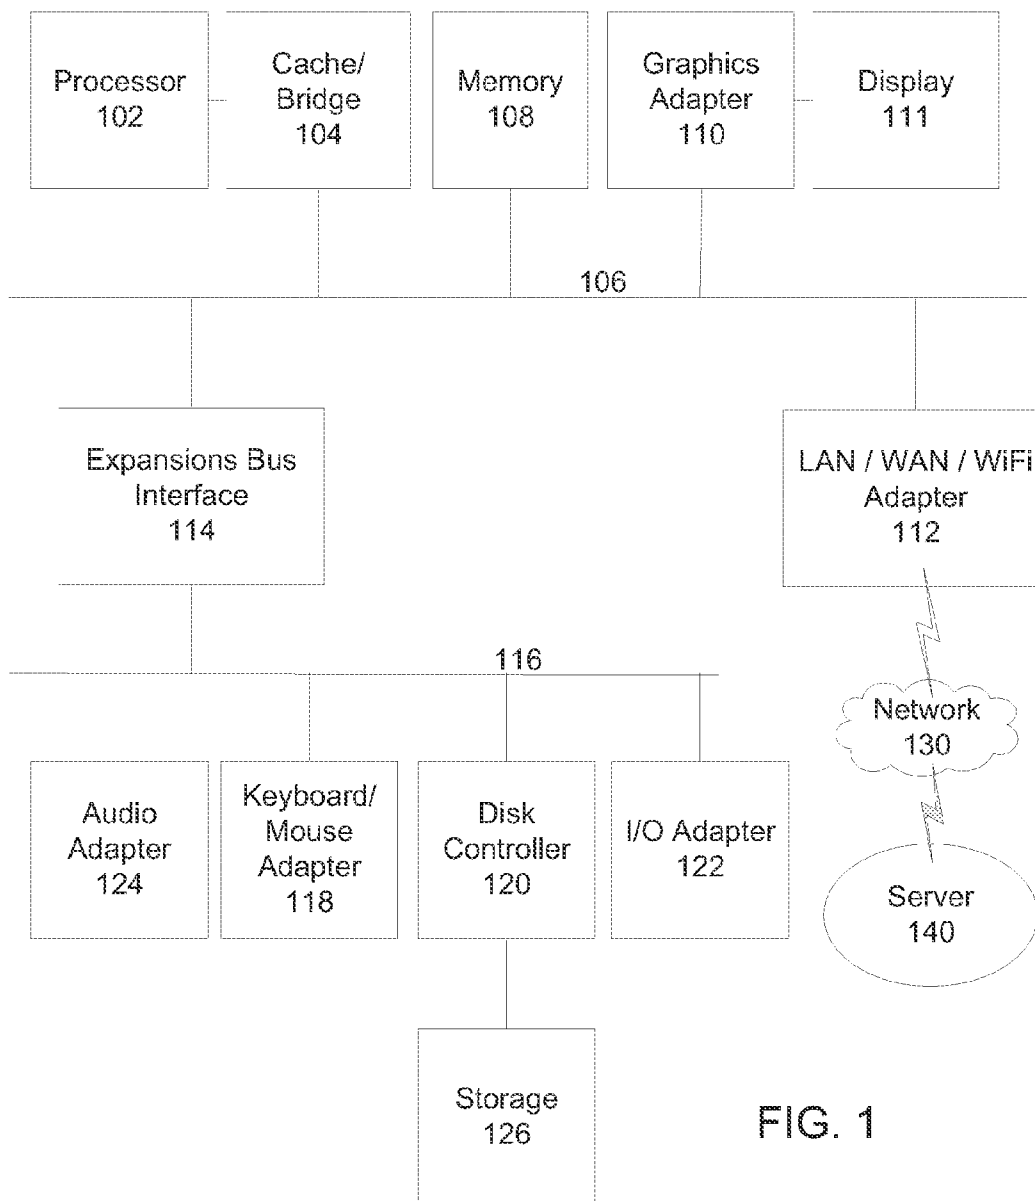 Processor
102
Cache/
Bridge
104
Memory
108
Graphics
Adapter
110
Display
111
106
Expansions Bus
Interface
114
LAN / WAN / WiFi
Adapter
112
116
Network
130
Audio
Adapter
124
Keyboard/
Mouse
Adapter
118
Disk
Controller
120
I/O Adapter
122
Server
140
Storage
126
FIG. 1